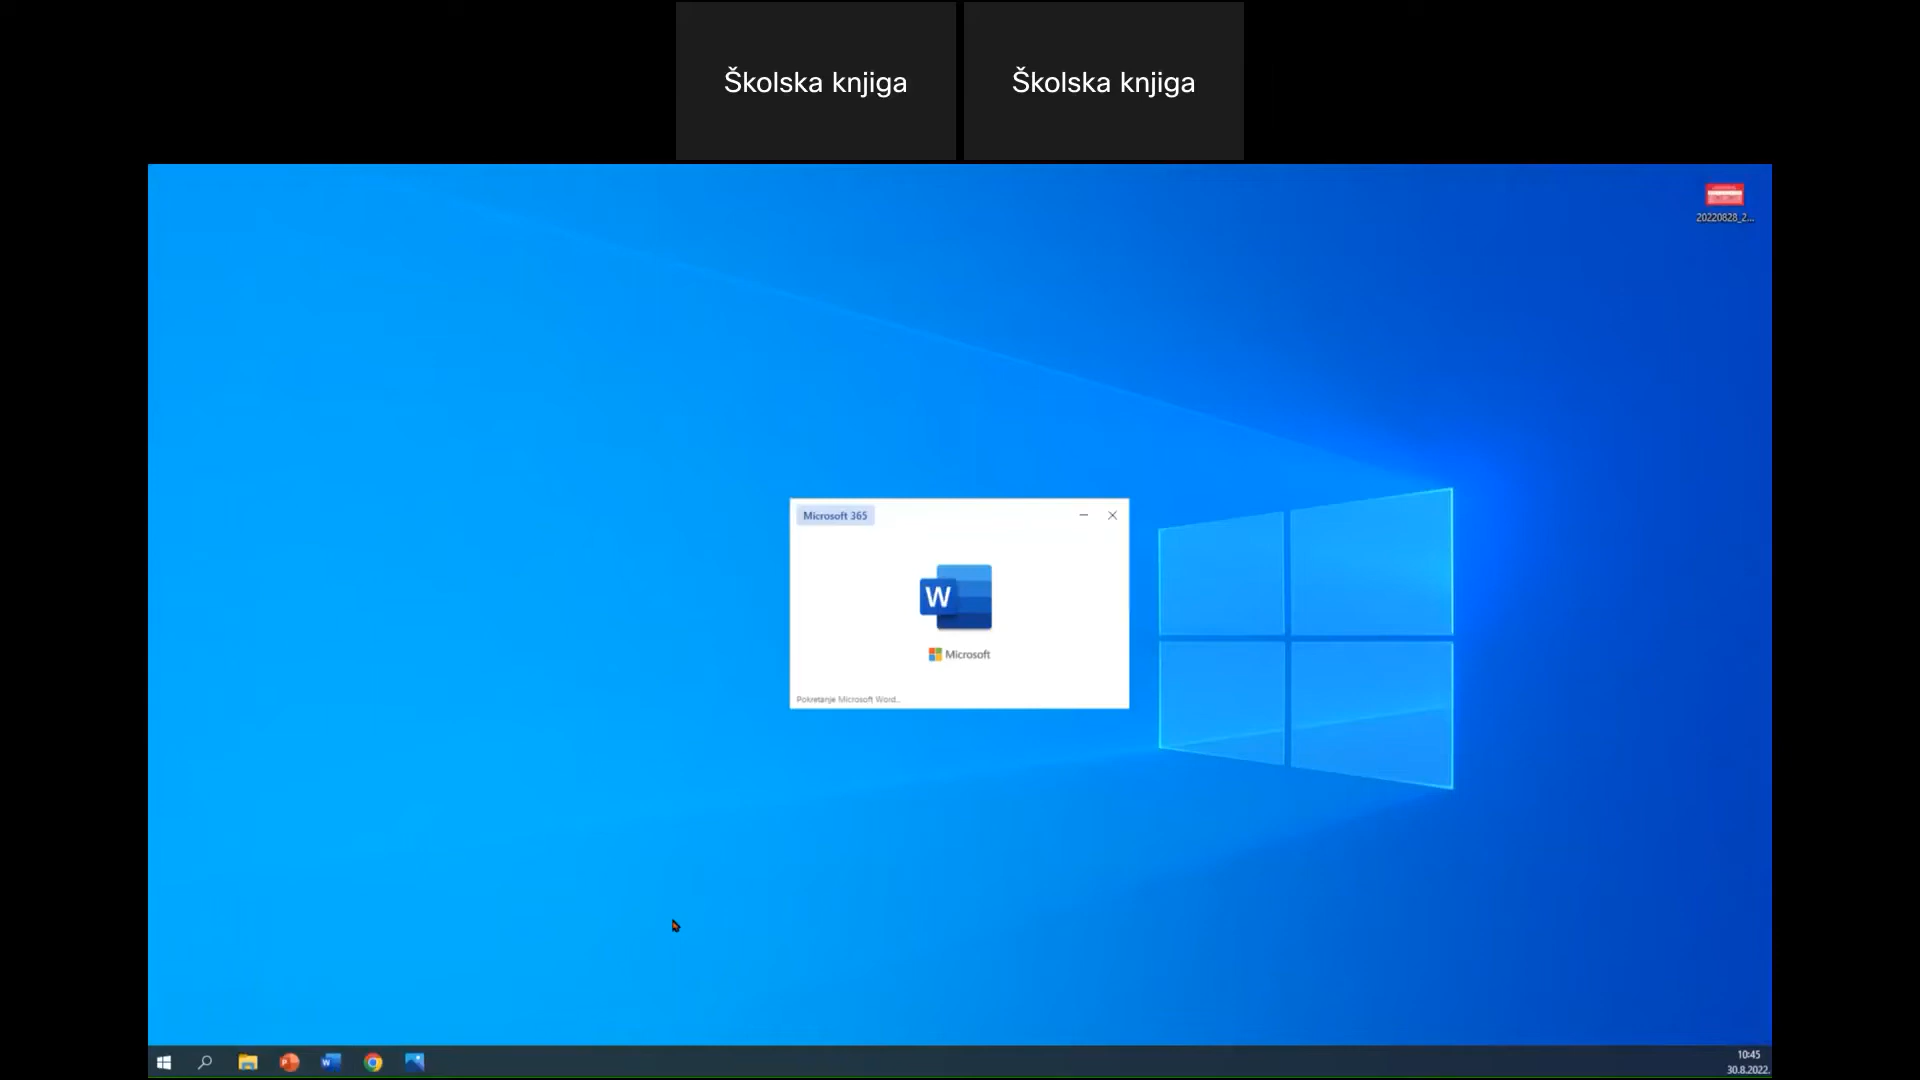 Školska knjiga
Školska knjiga
20220828_2...
Microsoft 365
W
Microsoft
Pokretanje Microsoft Word...
10:45
30.8.2022.